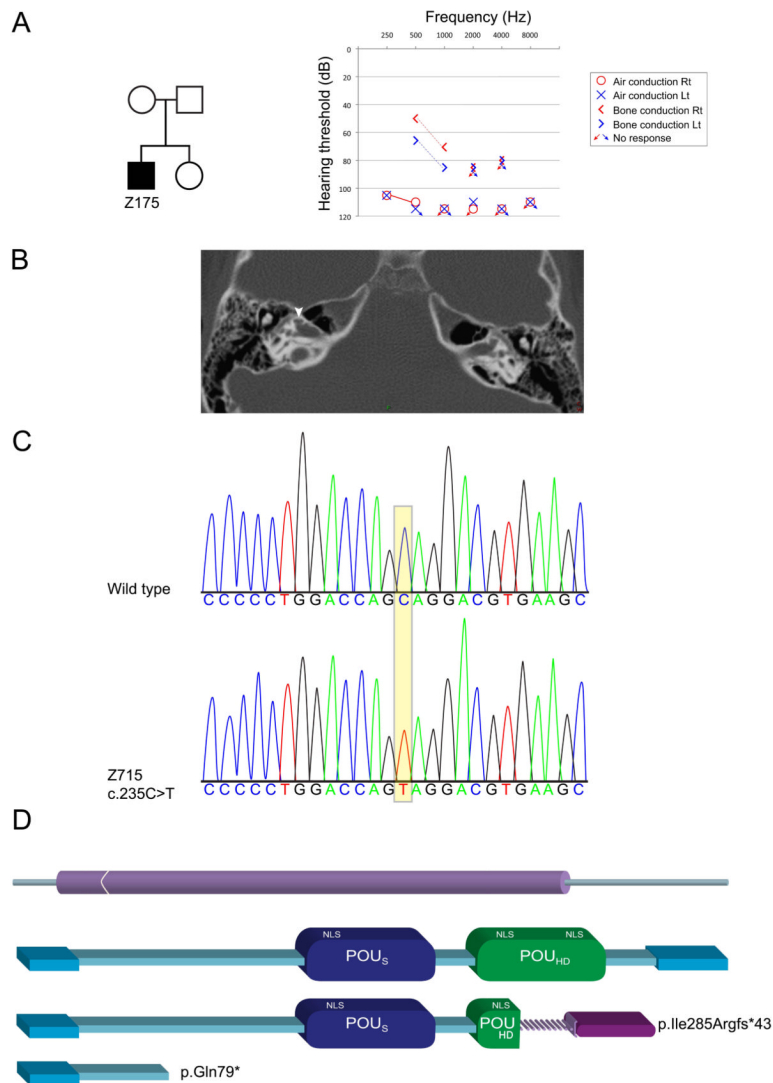 A
Z175
Frequency (Hz)
250 500 1000 2000 4000 8000
Hearing threshold (dB)
0
20
40
60
80
100
120
Air conduction Rt
Air conduction Lt
Bone conduction Rt
Bone conduction Lt
No response
B
C
Wild type
CCCCCTGGACCAGCAGGACGTGAAGC
Z715
c.235C>T
CCCCCTGGACCAGTAGGACGTGAAGC
D
NLS NLS NLS
POUS POUHD
NLS NLS
POUS POU
HD
p.Ile285Argfs*43
p.Gln79*